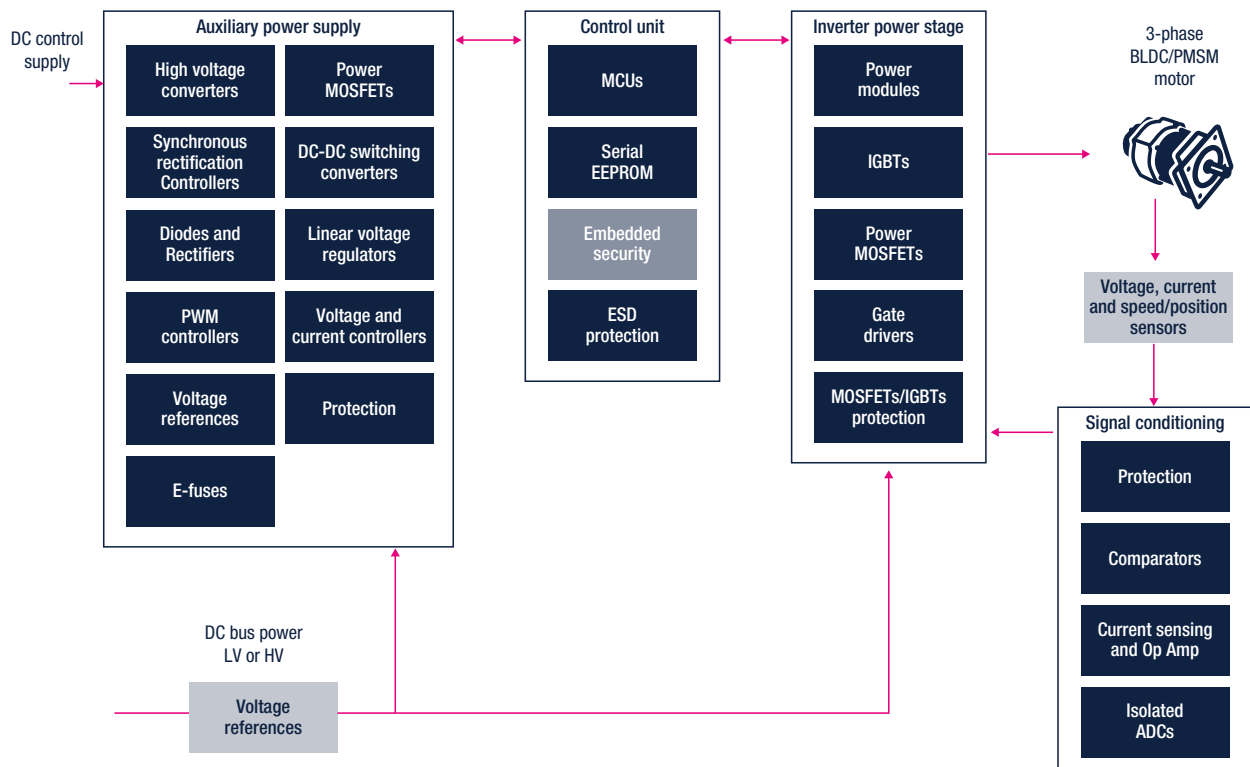 DC control
supply
Auxiliary power supply
High voltage
converters
Power
MOSFETs
Synchronous
rectification
Controllers
DC-DC switching
converters
Diodes and
Rectifiers
Linear voltage
regulators
PWM
controllers
Voltage and
current controllers
Voltage
references
Protection
E-fuses
Control unit
MCUs
Serial
EEPROM
Embedded
security
ESD
protection
Inverter power stage
Power
modules
IGBTs
Power
MOSFETs
Gate
drivers
MOSFETs/IGBTs
protection
3-phase
BLDC/PMSM
motor
Voltage, current
and speed/position
sensors
Signal conditioning
Protection
Comparators
Current sensing
and Op Amp
Isolated
ADCs
DC bus power
LV or HV
Voltage
references